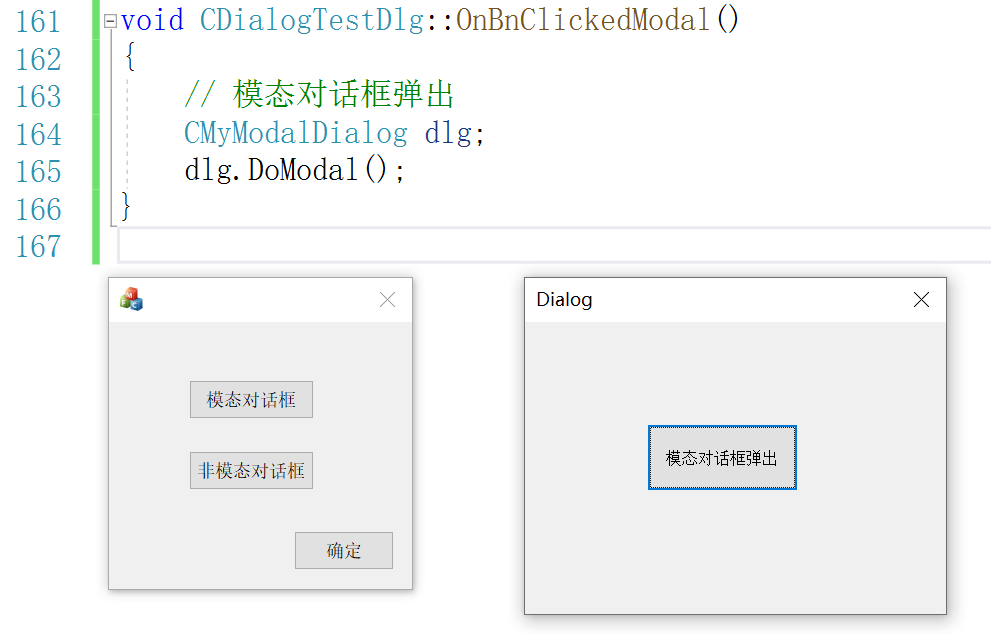 161 void CDialogTestDlg::OnBnClickedModal()
162 {
163 // 模态对话框弹出
164 CMyModalDialog dlg;
165 dlg.DoModal();
166 }
167
Dialog
模态对话框
模态对话框弹出
非模态对话框
确定